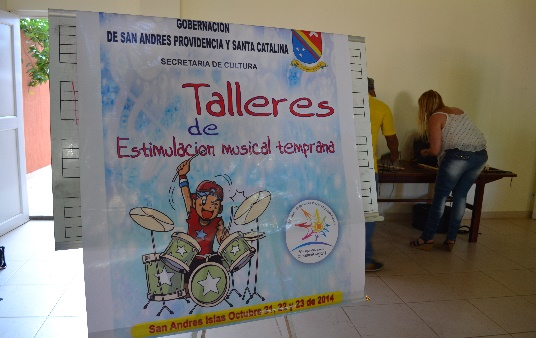 GOBERNACION
DE SAN ANDRES PROVIDENCIA Y SANTA CATALINA
SECRETARIA DE CULTURA
Talleres
de
Estimulacion musical temprana
San Andres Islas Octubre 21, 22 y 23 de 2014